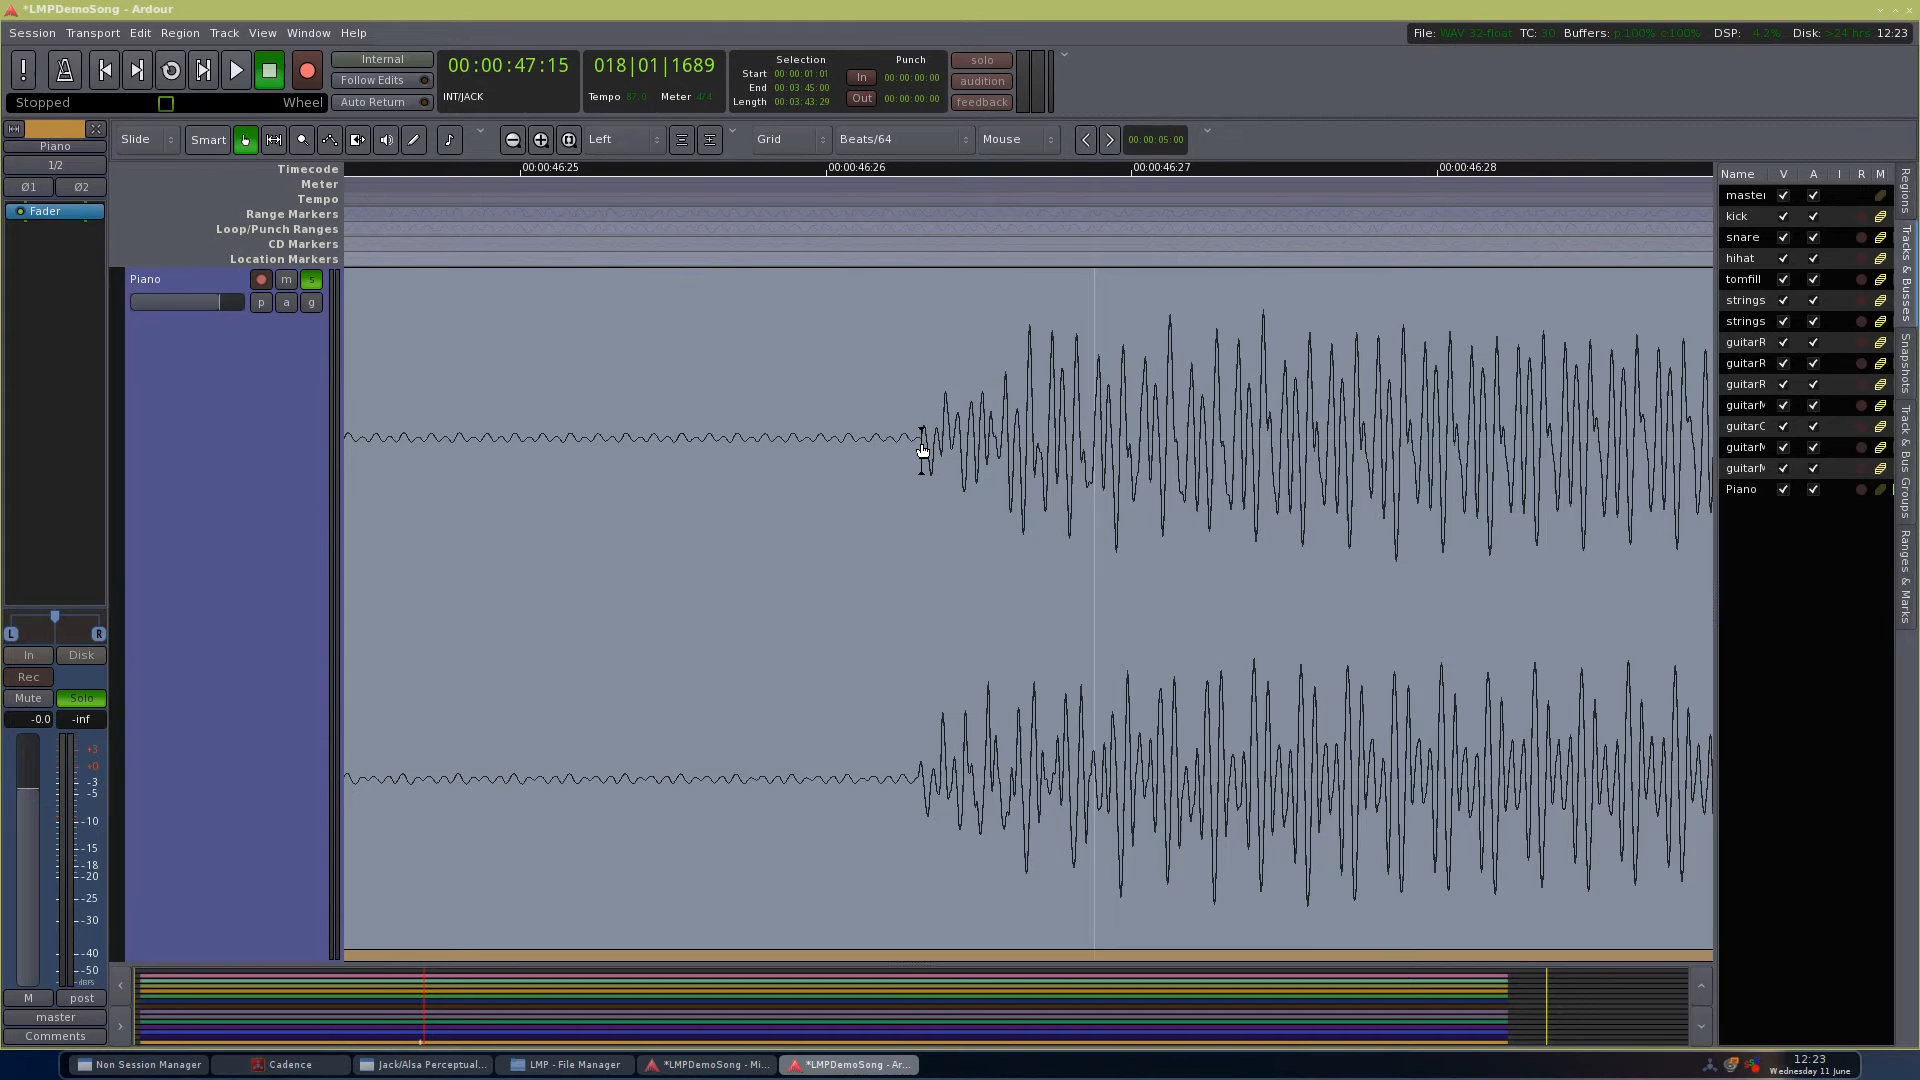 *LMPDemoSong - Ardour
Session Transport Edit Region Track View Window Help
File: WAV 32-float TC: 30 Buffers: p:100% c:100% DSP: 4.2% Disk: >24 hrs 12:23
Internal
Follow Edits
Auto Return
Stopped
Wheel
00:00:47:15
INT/JACK
018|01|1689
Tempo 87.0 Meter 4/4
Selection
Start 00:00:01:01
End 00:03:45:00
Length 00:03:43:29
Punch
In 00:00:00:00
Out 00:00:00:00
solo
audition
feedback
Piano
1/2
Ø1 Ø2
Fader
Slide Smart Left Grid Beats/64 Mouse 00:00:05:00
Timecode
00:00:46:25 00:00:46:26 00:00:46:27 00:00:46:28
Meter
Tempo
Range Markers
Loop/Punch Ranges
CD Markers
Location Markers
Piano
m s
p a g
Name V A I R M
master
kick
snare
hihat
tomfill
strings
strings
guitarR
guitarR
guitarR
guitarM
guitarC
guitarM
guitarM
Piano
Regions
Tracks & Busses
Snapshots
Track & Bus Groups
Ranges & Marks
L R
In Disk
Rec
Mute Solo
-0.0 -inf
+3
+0
-3
-5
-10
-15
-18
-20
-25
-30
-40
-50
dBFS
M post
master
Comments
Non Session Manager
Cadence
Jack/Alsa Perceptual...
LMP - File Manager
*LMPDemoSong - Mi...
*LMPDemoSong - Ar...
12:23
Wednesday 11 June